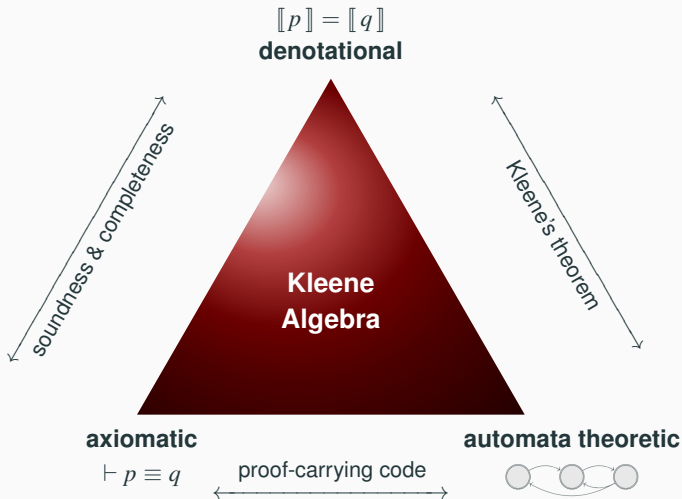 ⟦ p ⟧ = ⟦ q ⟧
denotational
soundness & completeness
Kleene's theorem
Kleene
Algebra
axiomatic
automata theoretic
⊢ p ≡ q
proof-carrying code